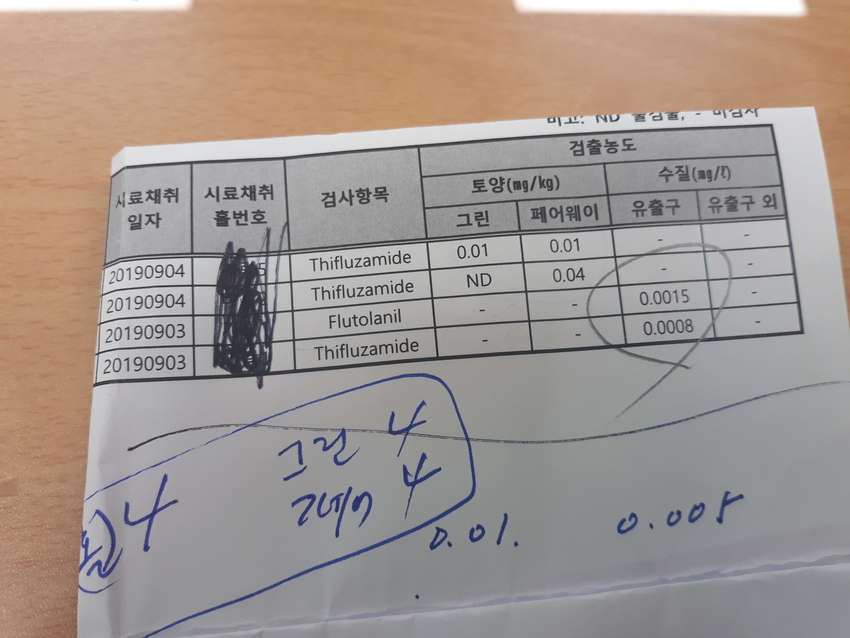 비고: ND 불검출, - 미검사
시료채취 일자 시료채취 홀번호 검사항목 검출농도
토양(㎎/kg) 수질(㎎/ℓ)
그린 페어웨이 유출구 유출구 외
20190904 Thifluzamide 0.01 0.01 - -
20190904 Thifluzamide ND 0.04 - -
20190903 Flutolanil - - 0.0015 -
20190903 Thifluzamide - - 0.0008 -
그린 4
홀 4
4
0.01.
0.005